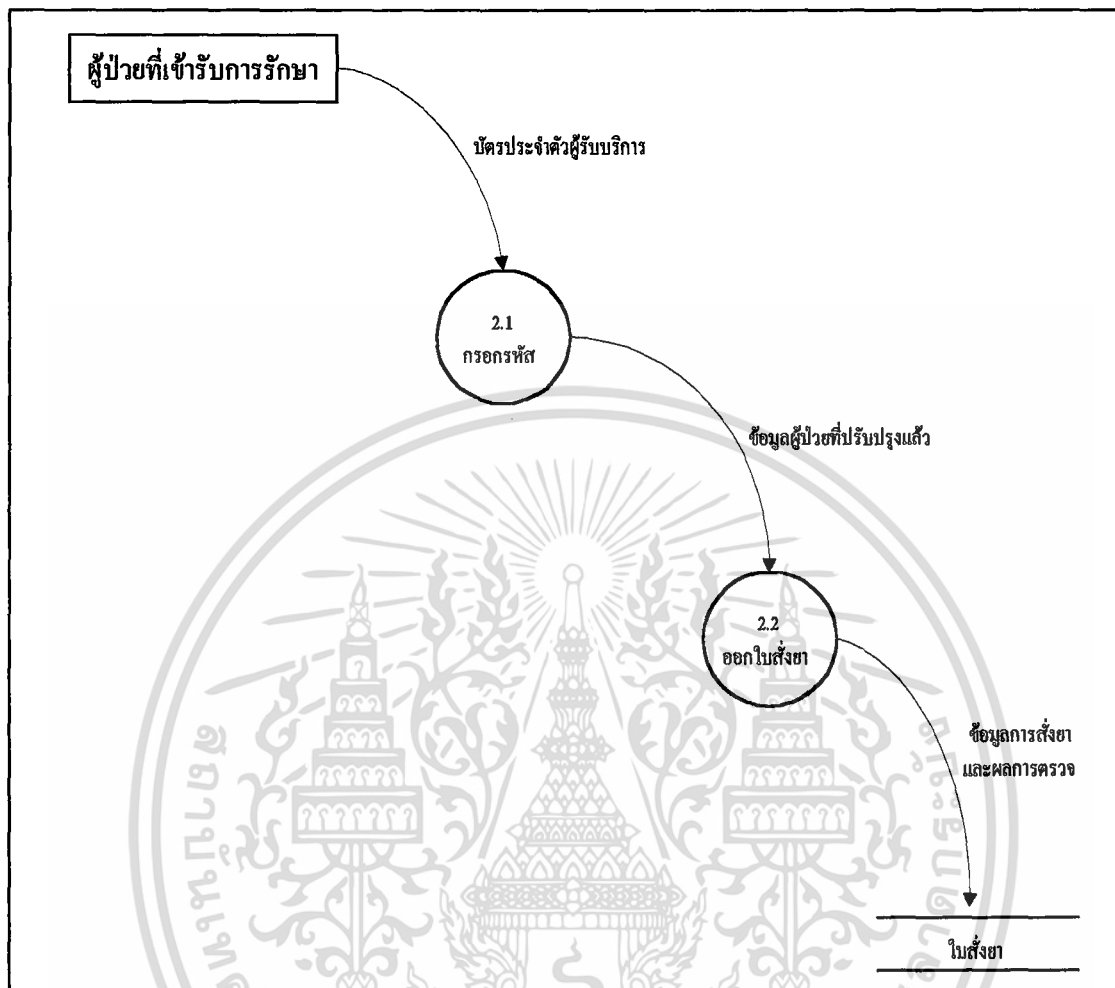 ผู้ป่วยที่เข้ารับการรักษา
บัตรประจำตัวผู้รับบริการ
2.1
กรอกรหัส
ข้อมูลผู้ป่วยที่ปรับปรุงแล้ว
2.2
ออกใบสั่งยา
ข้อมูลการสั่งยา
และผลการตรวจ
ใบสั่งยา